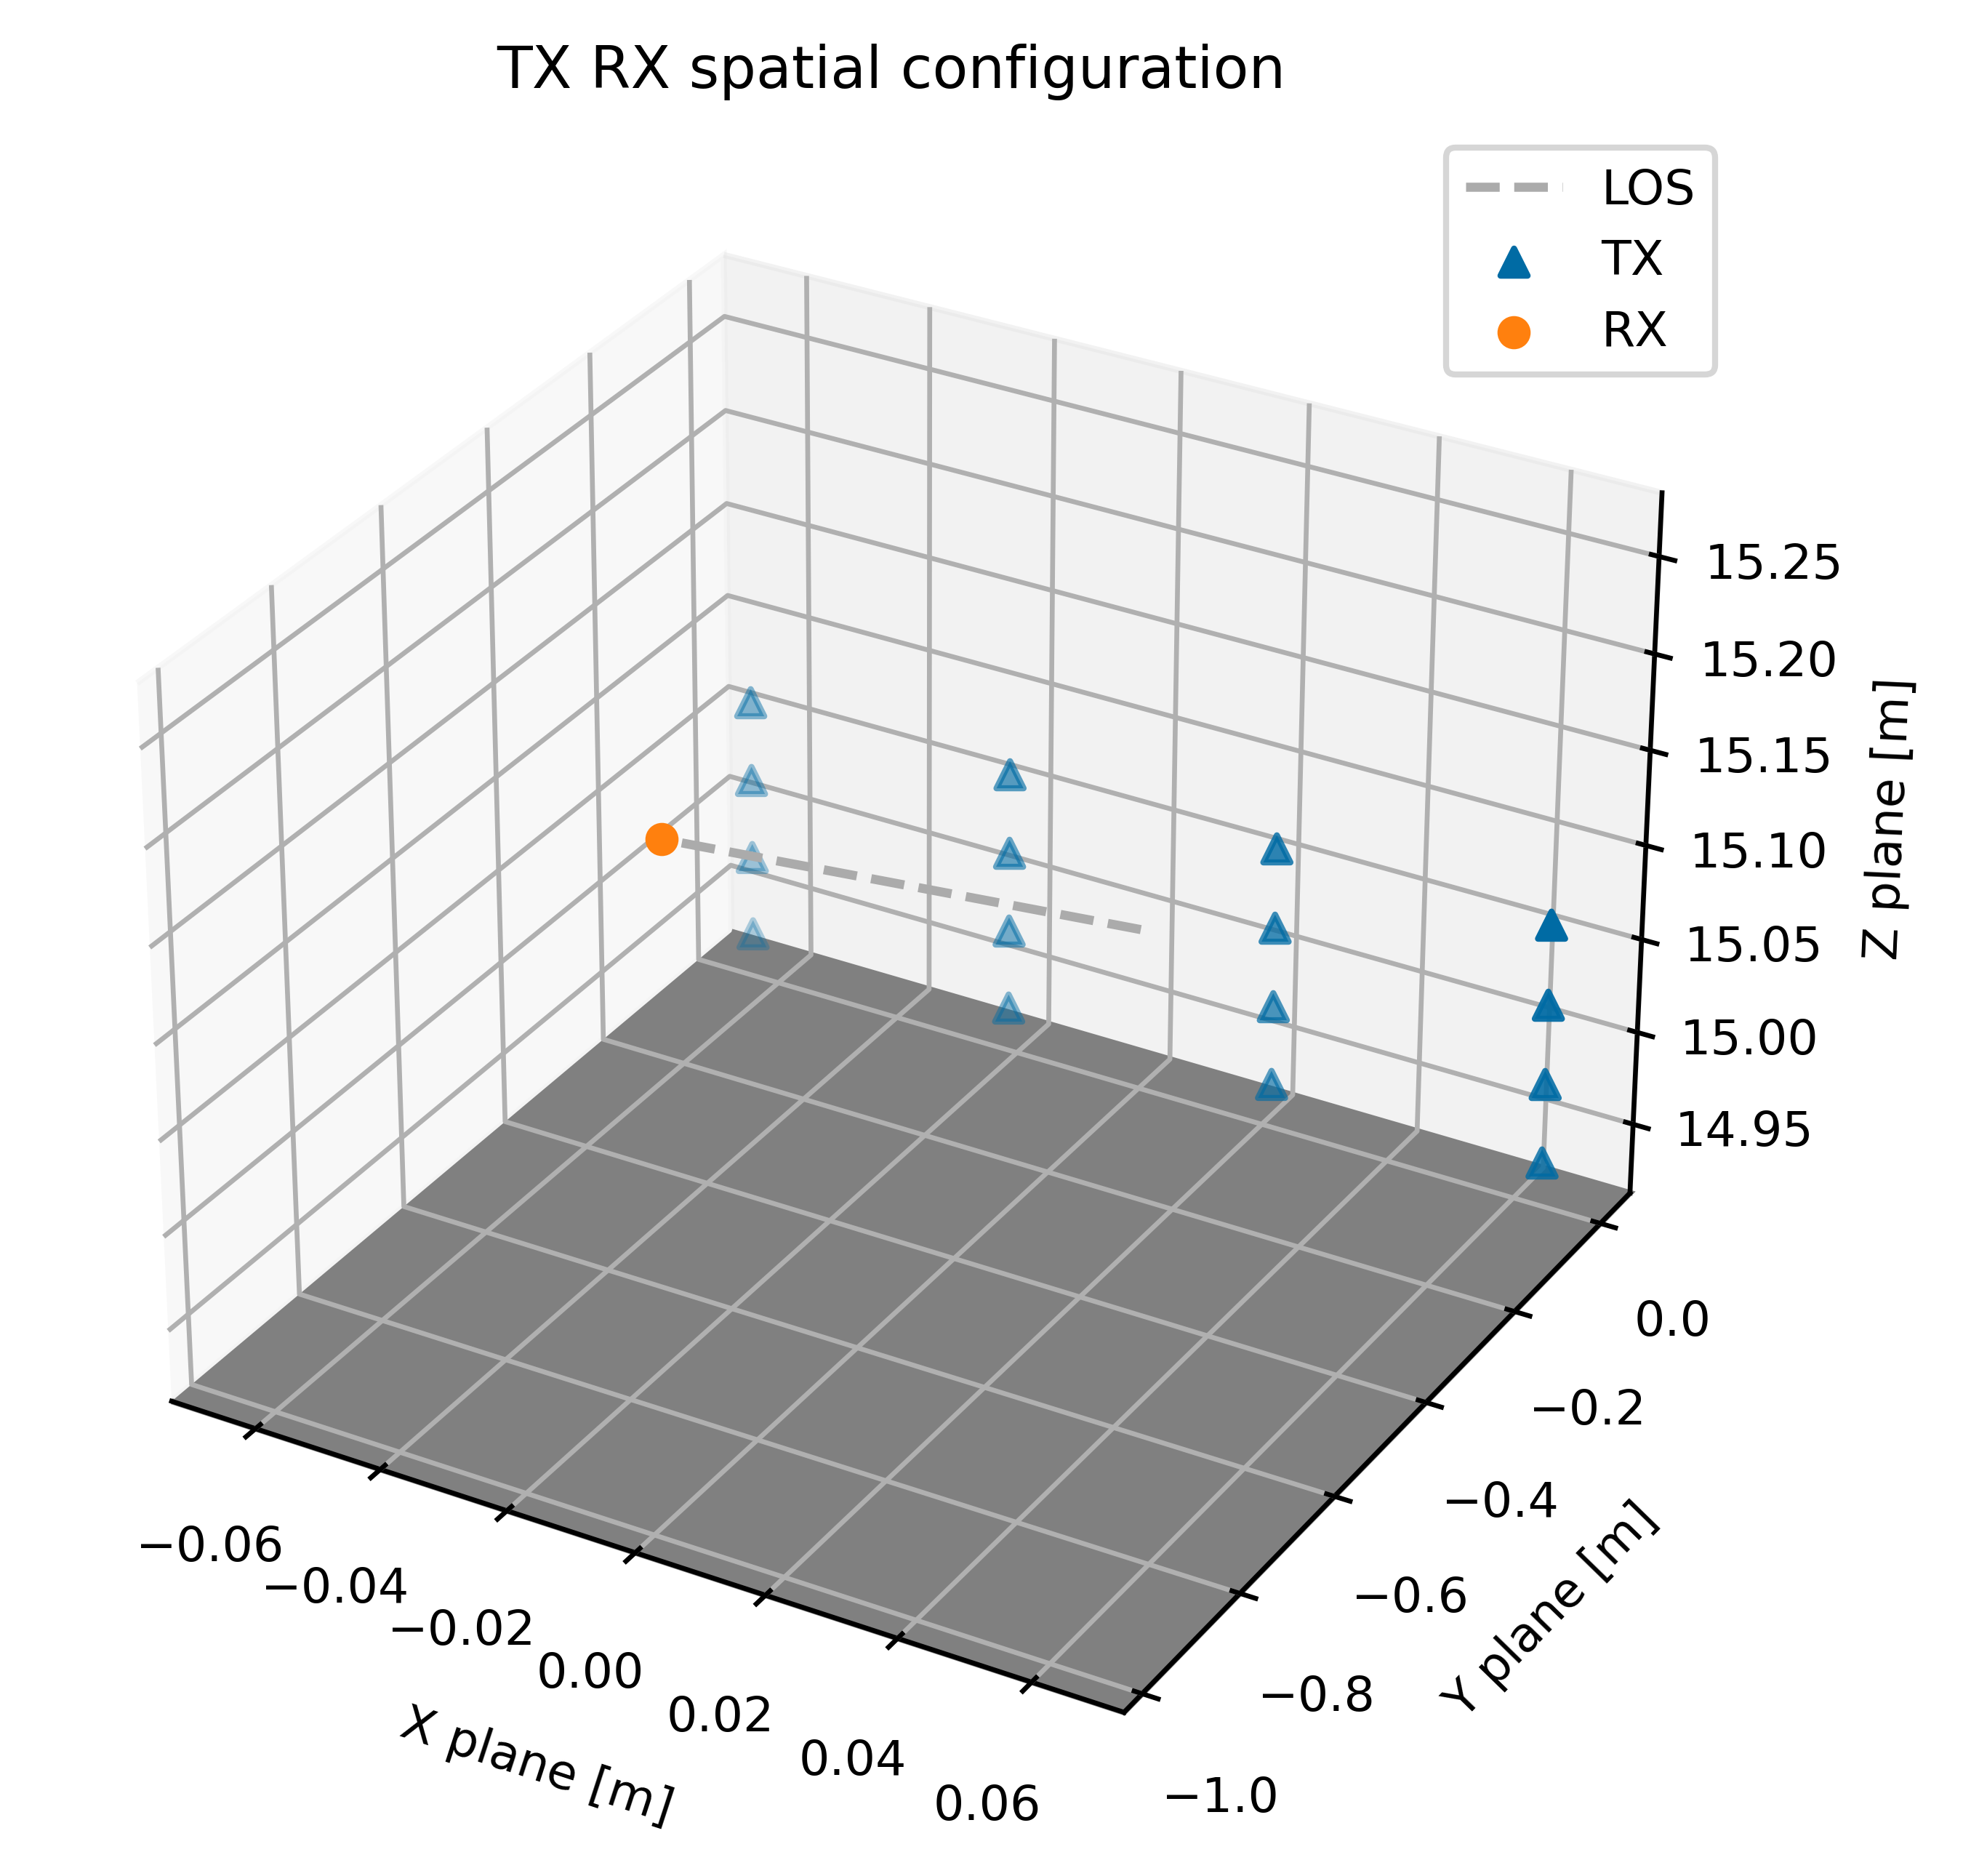 TX RX spatial configuration
LOS
TX
RX
15.25
15.20
15.15
15.10
15.05
15.00
14.95
Z plane [m]
0.0
−0.2
−0.4
−0.6
−0.8
−1.0
Y plane [m]
−0.06
−0.04
−0.02
0.00
0.02
0.04
0.06
X plane [m]